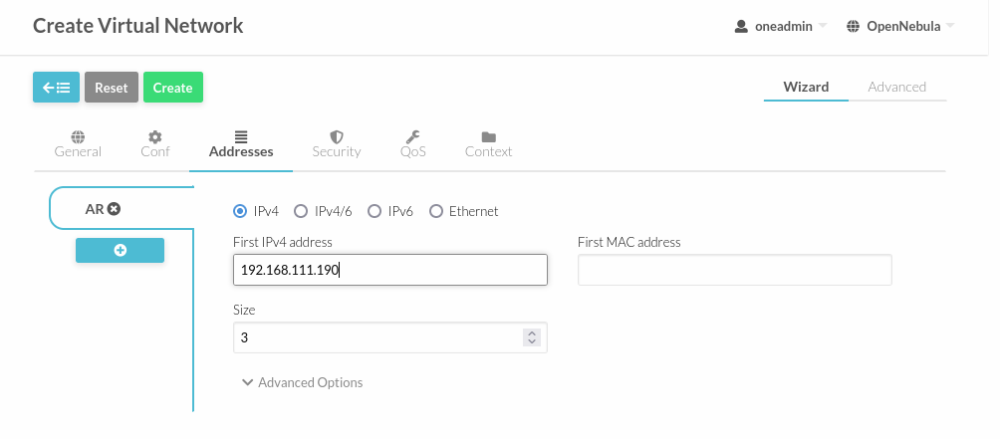 Create Virtual Network
oneadmin
OpenNebula
Reset
Create
Wizard
Advanced
General
Conf
Addresses
Security
QoS
Context
AR
IPv4
IPv4/6
IPv6
Ethernet
First IPv4 address
First MAC address
192.168.111.190
Size
3
Advanced Options